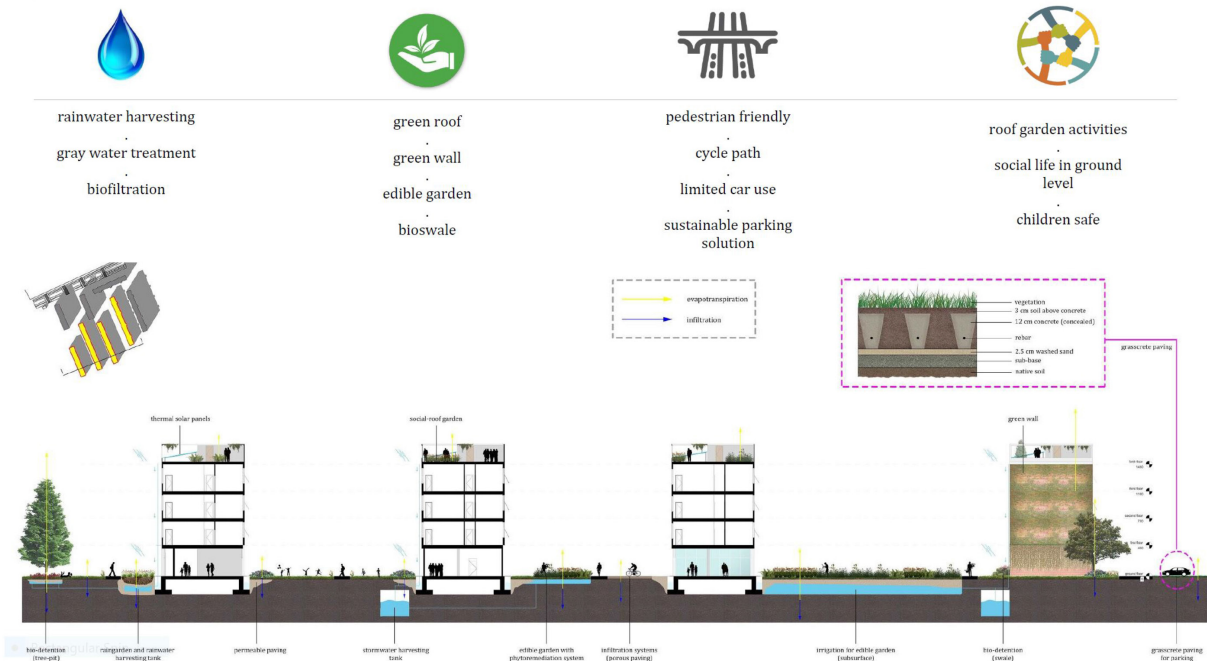 rainwater harvesting
.
gray water treatment
.
biofiltration
green roof
.
green wall
.
edible garden
.
bioswale
pedestrian friendly
.
cycle path
.
limited car use
.
sustainable parking
solution
roof garden activities
.
social life in ground
level
.
children safe
evapotranspiration
infiltration
vegetation
3 cm soil above concrete
12 cm concrete (concealed)
rebar
2.5 cm washed sand
sub-base
native soil
grasscrete paving
thermal solar panels
social-roof garden
green wall
bio-detention
(tree-pit)
raingarden and rainwater
harvesting tank
permeable paving
stormwater harvesting
tank
edible garden with
phytoremediation system
infiltration systems
(porous paving)
irrigation for edible garden
(subsurface)
bio-detention
(swale)
grasscrete paving
for parking